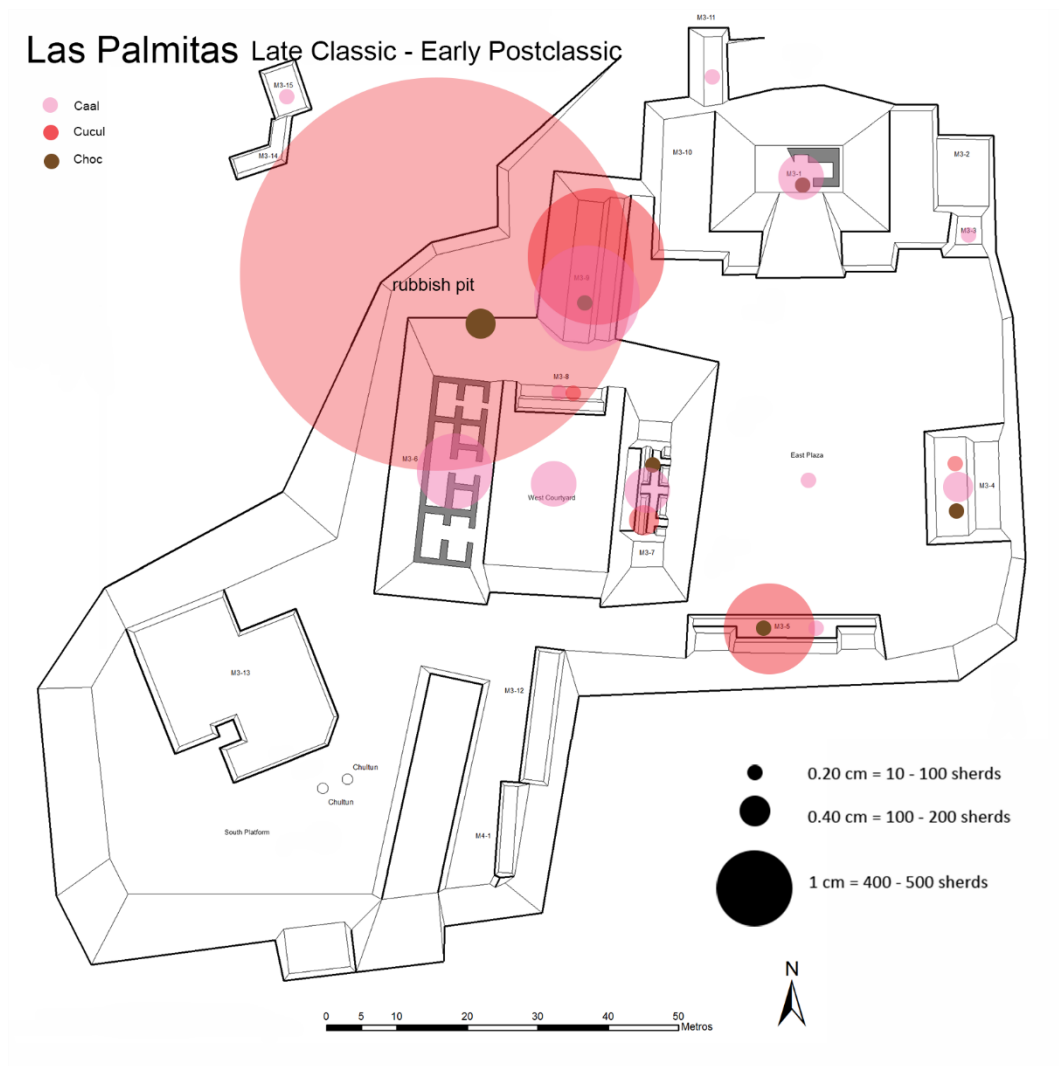 Las Palmitas Late Classic - Early Postclassic
Caal
Cucul
Choc
M3-15
M3-14
M3-11
M3-10
M3-1
M3-2
M3-3
rubbish pit
M3-9
M3-6
West Courtyard
M3-7
East Plaza
M3-4
M3-5
M3-13
M3-12
Chultun
Chultun
South Platform
M4-1
0.20 cm = 10 - 100 sherds
0.40 cm = 100 - 200 sherds
1 cm = 400 - 500 sherds
N
0 5 10 20 30 40 50
Metros